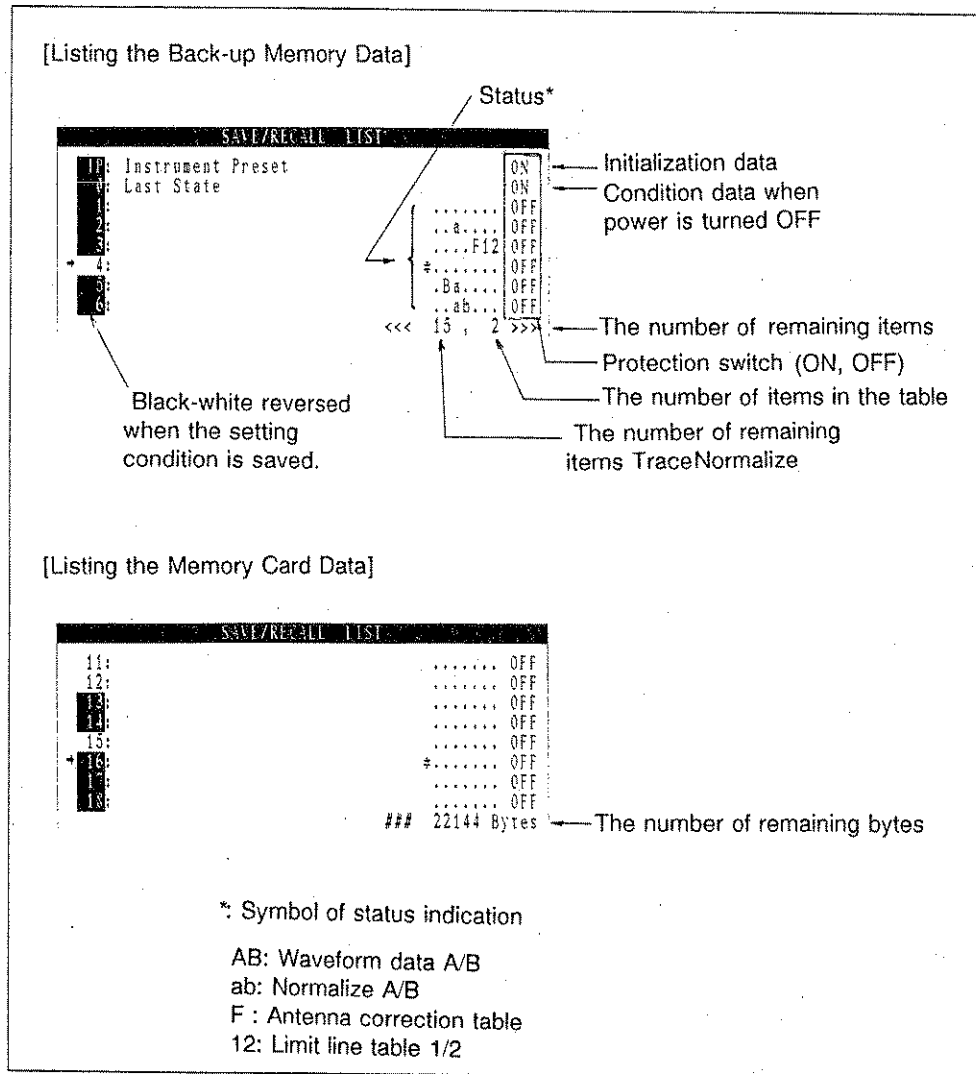 [Listing the Back-up Memory Data]
Status*
SAVE/RECALL LIST
IP: Instrument Preset ON
Last State ON
Initialization data
Condition data when
power is turned OFF
1: ....... OFF
2: ..a.... OFF
3: ....F12 OFF
→ 4: *....... OFF
5: .Ba.... OFF
6: ..ab... OFF
<<< 15 , 2 >>>
The number of remaining items
Protection switch (ON, OFF)
The number of items in the table
The number of remaining
items TraceNormalize
Black-white reversed
when the setting
condition is saved.
[Listing the Memory Card Data]
SAVE/RECALL LIST
11: ....... OFF
12: ....... OFF
13: ....... OFF
14: ....... OFF
15: ....... OFF
→ 16: *....... OFF
17: ....... OFF
18: ....... OFF
### 22144 Bytes
The number of remaining bytes
*: Symbol of status indication
AB: Waveform data A/B
ab: Normalize A/B
F : Antenna correction table
12: Limit line table 1/2